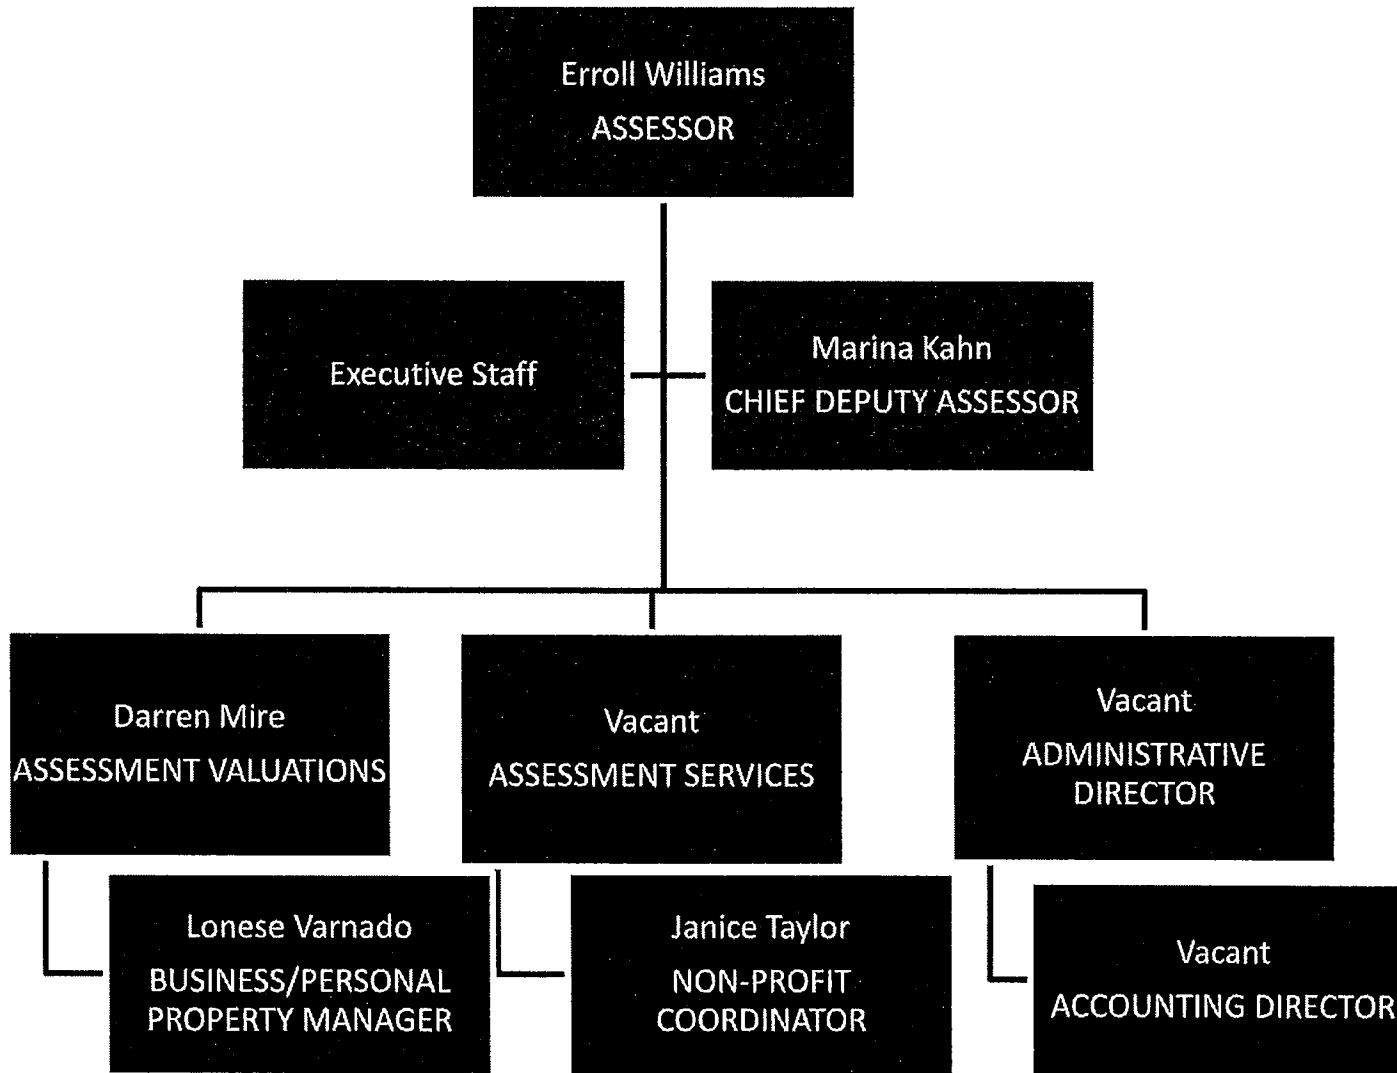 Erroll Williams
ASSESSOR
Executive Staff
Marina Kahn
CHIEF DEPUTY ASSESSOR
Darren Mire
ASSESSMENT VALUATIONS
Vacant
ASSESSMENT SERVICES
Vacant
ADMINISTRATIVE
DIRECTOR
Lonese Varnado
BUSINESS/PERSONAL
PROPERTY MANAGER
Janice Taylor
NON-PROFIT
COORDINATOR
Vacant
ACCOUNTING DIRECTOR